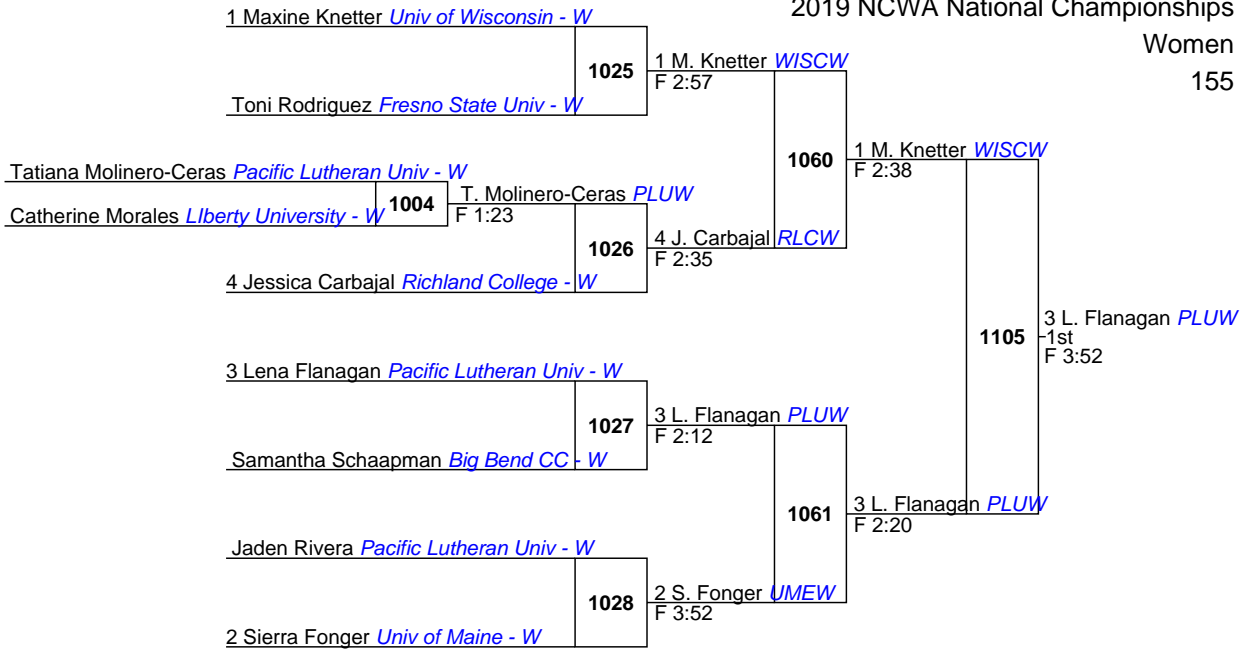 2019 NCWA National Championships
Women
155
1 Maxine Knetter Univ of Wisconsin - W
1025
Toni Rodriguez Fresno State Univ - W
1 M. Knetter WISCW
F 2:57
Tatiana Molinero-Ceras Pacific Lutheran Univ - W
1004
Catherine Morales LIberty University - W
T. Molinero-Ceras PLUW
F 1:23
1026
4 Jessica Carbajal Richland College - W
4 J. Carbajal RLCW
F 2:35
1060
1 M. Knetter WISCW
F 2:38
3 Lena Flanagan Pacific Lutheran Univ - W
1027
Samantha Schaapman Big Bend CC - W
3 L. Flanagan PLUW
F 2:12
Jaden Rivera Pacific Lutheran Univ - W
1028
2 Sierra Fonger Univ of Maine - W
2 S. Fonger UMEW
F 3:52
1061
3 L. Flanagan PLUW
F 2:20
1105
3 L. Flanagan PLUW
1st
F 3:52